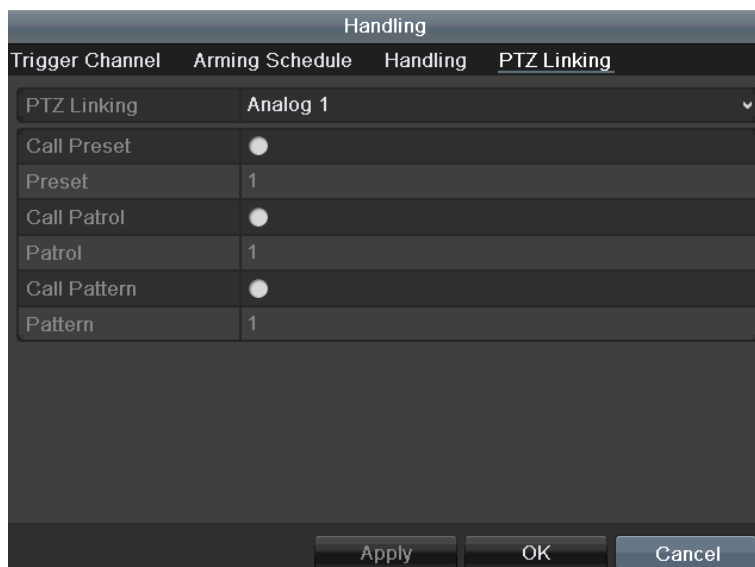 Handling
Trigger Channel Arming Schedule Handling PTZ Linking
PTZ Linking Analog 1
Call Preset
Preset 1
Call Patrol
Patrol 1
Call Pattern
Pattern 1
Apply OK Cancel